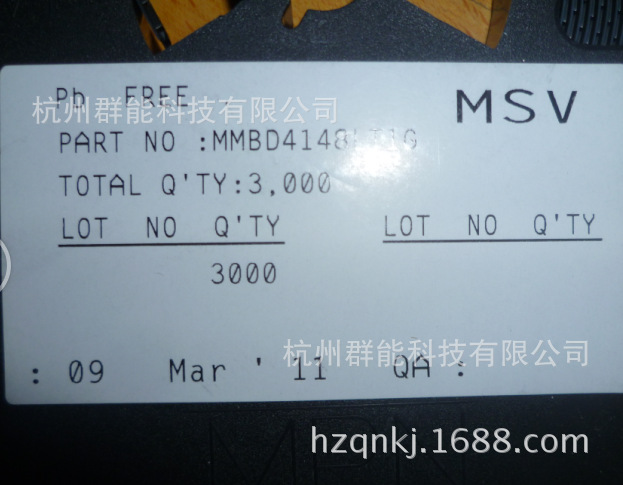 Pb FREE
杭州群能科技有限公司
MSV
PART NO :MMBD4148LT1G
TOTAL Q'TY:3,000
LOT NO Q'TY LOT NO Q'TY
3000
杭州群能科技有限公司
: 09 Mar ' 11 QA :
hzqnkj.1688.com